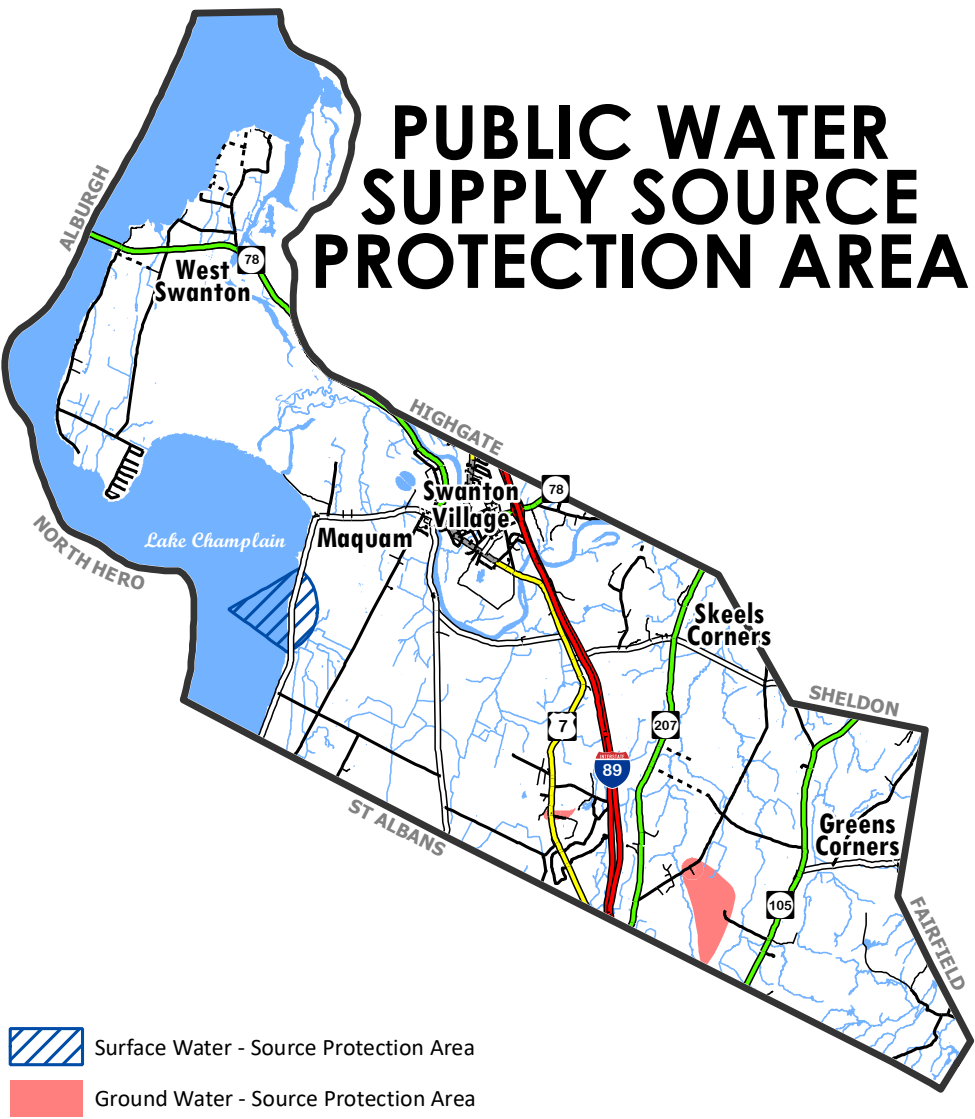 PUBLIC WATER
SUPPLY SOURCE
PROTECTION AREA
ALBURGH
78
West
Swanton
HIGHGATE
78
Swanton
Village
Maquam
Lake Champlain
NORTH HERO
Skeels
Corners
SHELDON
7
207
INTERSTATE
89
ST ALBANS
Greens
Corners
105
FAIRFIELD
Surface Water - Source Protection Area
Ground Water - Source Protection Area